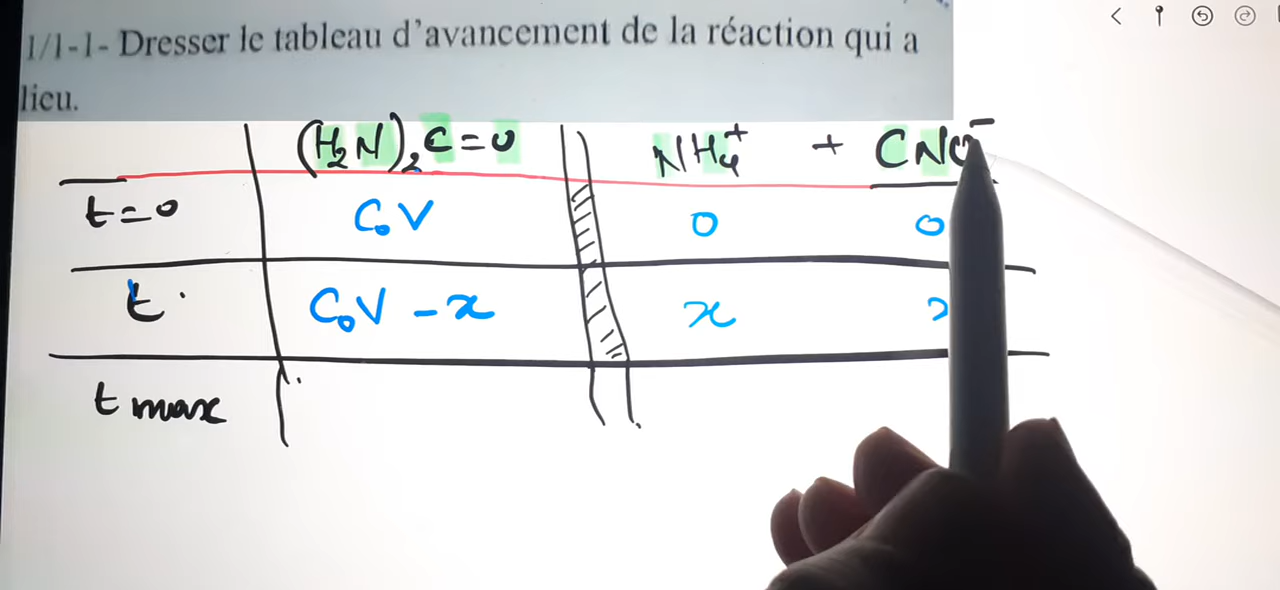 1/1-1- Dresser le tableau d'avancement de la réaction qui a
lieu.
(H₂N)₂C=O NH₄⁺ + CNO⁻
t=0 C₀V 0 0
t C₀V - x x
t max